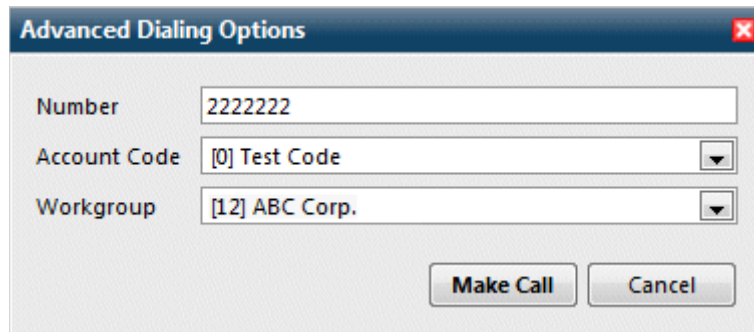 Advanced Dialing Options
Number 2222222
Account Code [0] Test Code
Workgroup [12] ABC Corp.
Make Call Cancel